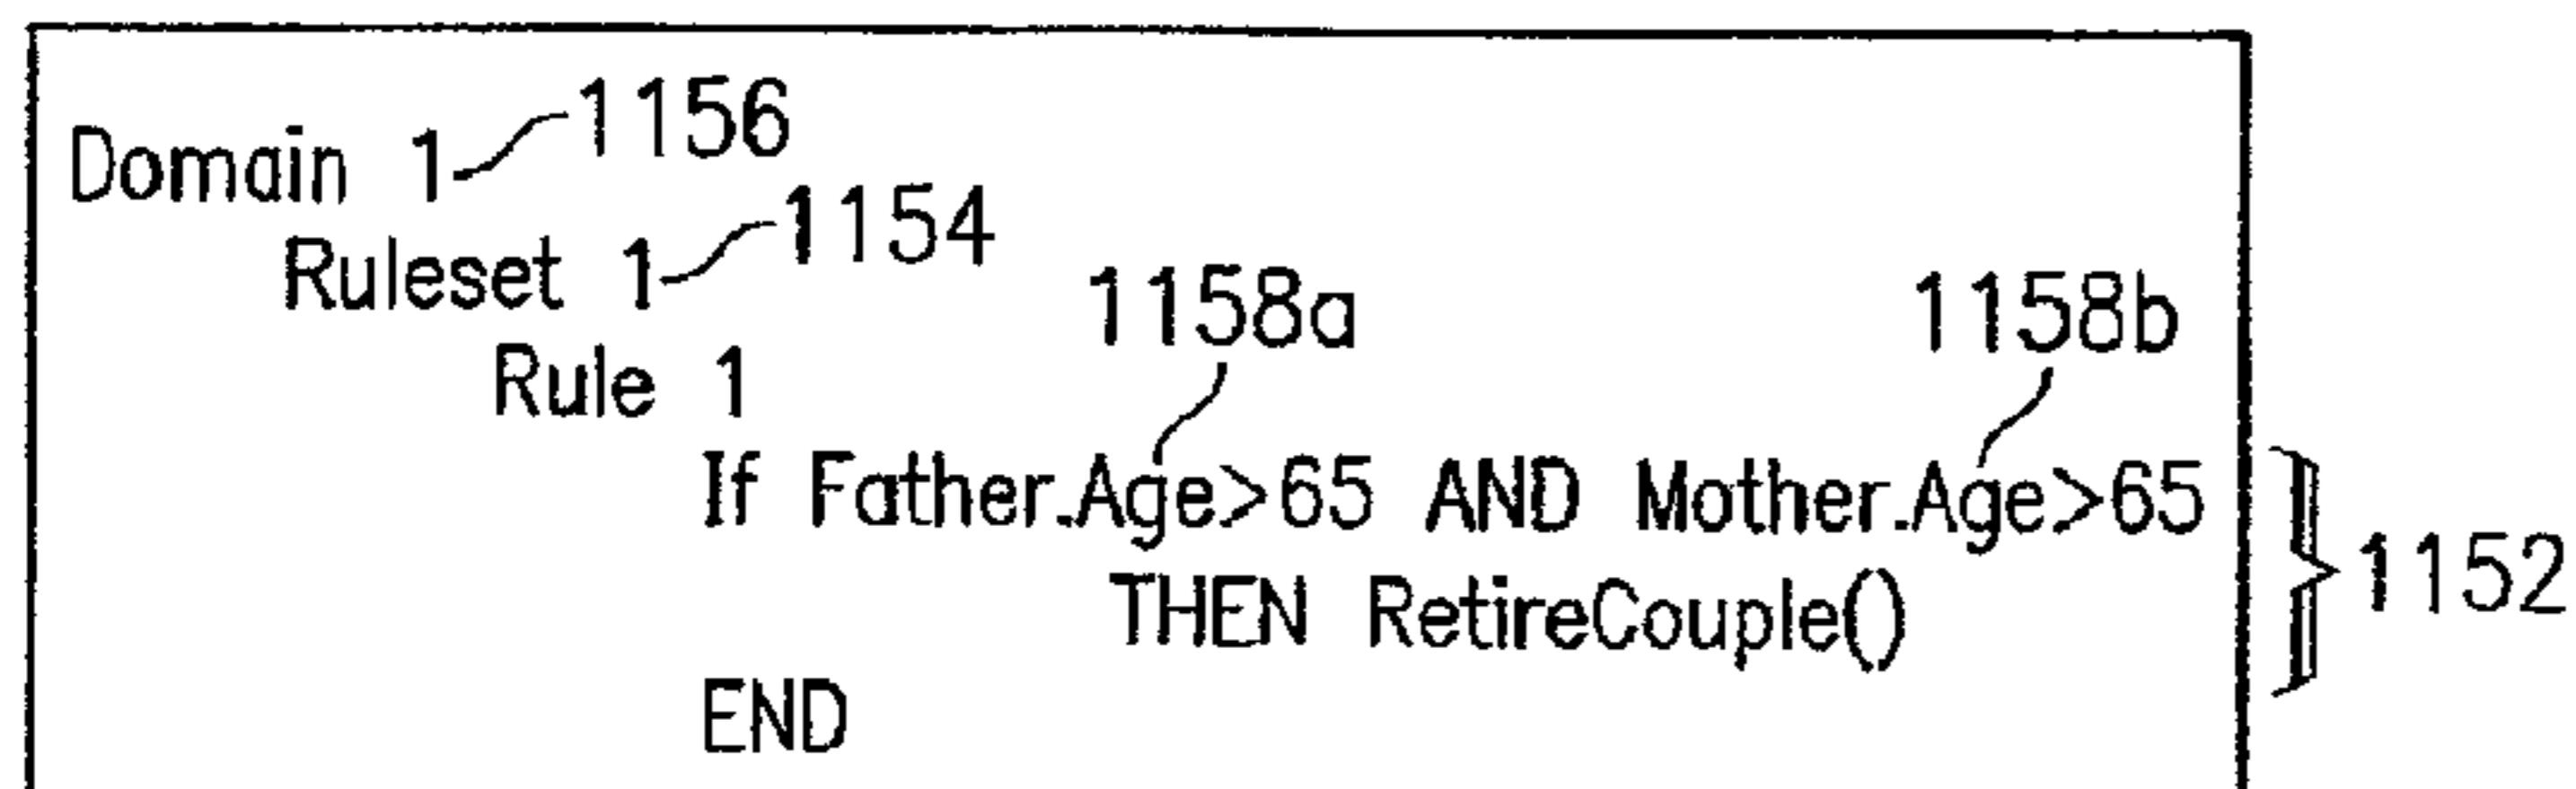 Domain 1 1156
Ruleset 1 1154
1158a 1158b
Rule 1
If Father.Age>65 AND Mother.Age>65
1152
THEN RetireCouple()
END